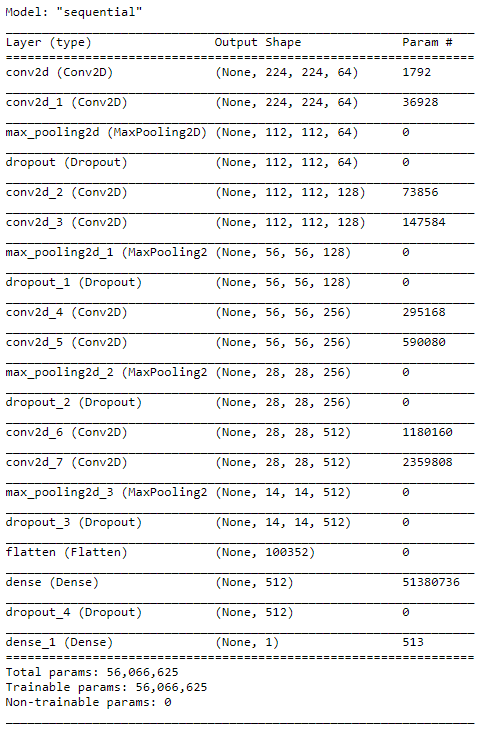 Model: "sequential"
Layer (type) Output Shape Param #
conv2d (Conv2D) (None, 224, 224, 64) 1792
conv2d_1 (Conv2D) (None, 224, 224, 64) 36928
max_pooling2d (MaxPooling2D) (None, 112, 112, 64) 0
dropout (Dropout) (None, 112, 112, 64) 0
conv2d_2 (Conv2D) (None, 112, 112, 128) 73856
conv2d_3 (Conv2D) (None, 112, 112, 128) 147584
max_pooling2d_1 (MaxPooling2 (None, 56, 56, 128) 0
dropout_1 (Dropout) (None, 56, 56, 128) 0
conv2d_4 (Conv2D) (None, 56, 56, 256) 295168
conv2d_5 (Conv2D) (None, 56, 56, 256) 590080
max_pooling2d_2 (MaxPooling2 (None, 28, 28, 256) 0
dropout_2 (Dropout) (None, 28, 28, 256) 0
conv2d_6 (Conv2D) (None, 28, 28, 512) 1180160
conv2d_7 (Conv2D) (None, 28, 28, 512) 2359808
max_pooling2d_3 (MaxPooling2 (None, 14, 14, 512) 0
dropout_3 (Dropout) (None, 14, 14, 512) 0
flatten (Flatten) (None, 100352) 0
dense (Dense) (None, 512) 51380736
dropout_4 (Dropout) (None, 512) 0
dense_1 (Dense) (None, 1) 513
Total params: 56,066,625
Trainable params: 56,066,625
Non-trainable params: 0